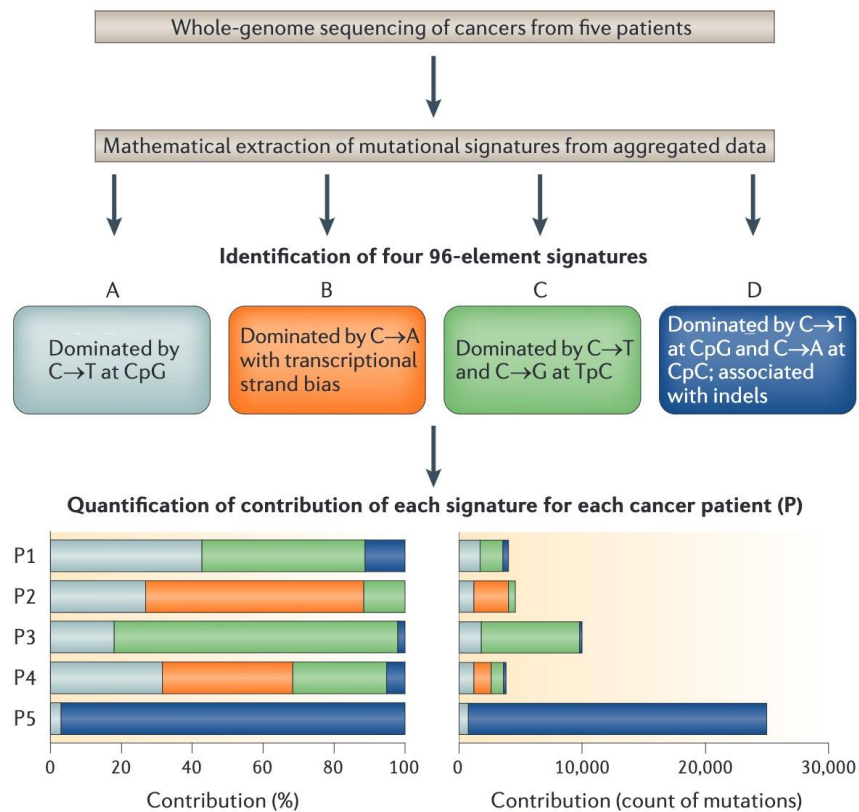 Whole-genome sequencing of cancers from five patients
Mathematical extraction of mutational signatures from aggregated data
Identification of four 96-element signatures
A
B
C
D
Dominated by
C→T at CpG
Dominated by C→A
with transcriptional
strand bias
Dominated by C→T
and C→G at TpC
Dominated by C→T
at CpG and C→A at
CpC; associated
with indels
Quantification of contribution of each signature for each cancer patient (P)
P1
P2
P3
P4
P5
0 20 40 60 80 100
Contribution (%)
0 10,000 20,000 30,000
Contribution (count of mutations)